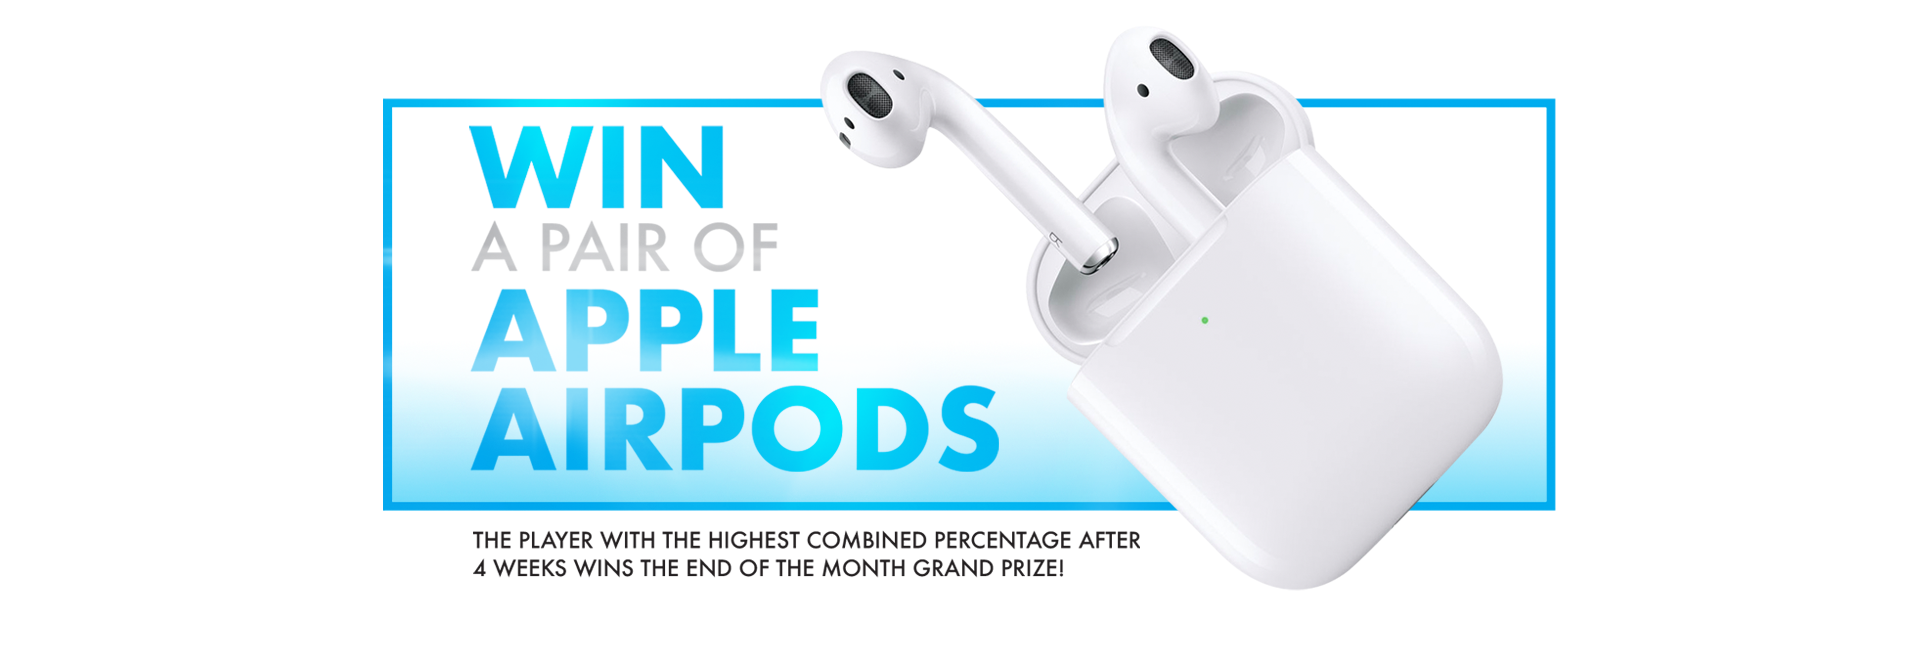 WIN
A PAIR OF
APPLE
AIRPODS
THE PLAYER WITH THE HIGHEST COMBINED PERCENTAGE AFTER
4 WEEKS WINS THE END OF THE MONTH GRAND PRIZE!